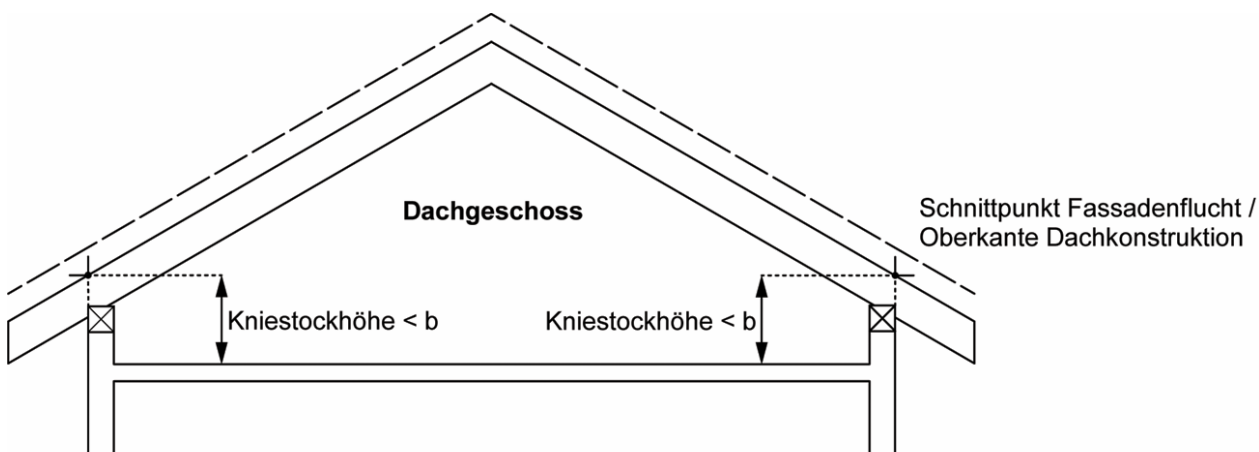 Dachgeschoss
Schnittpunkt Fassadenflucht /
Oberkante Dachkonstruktion
Kniestockhöhe < b
Kniestockhöhe < b